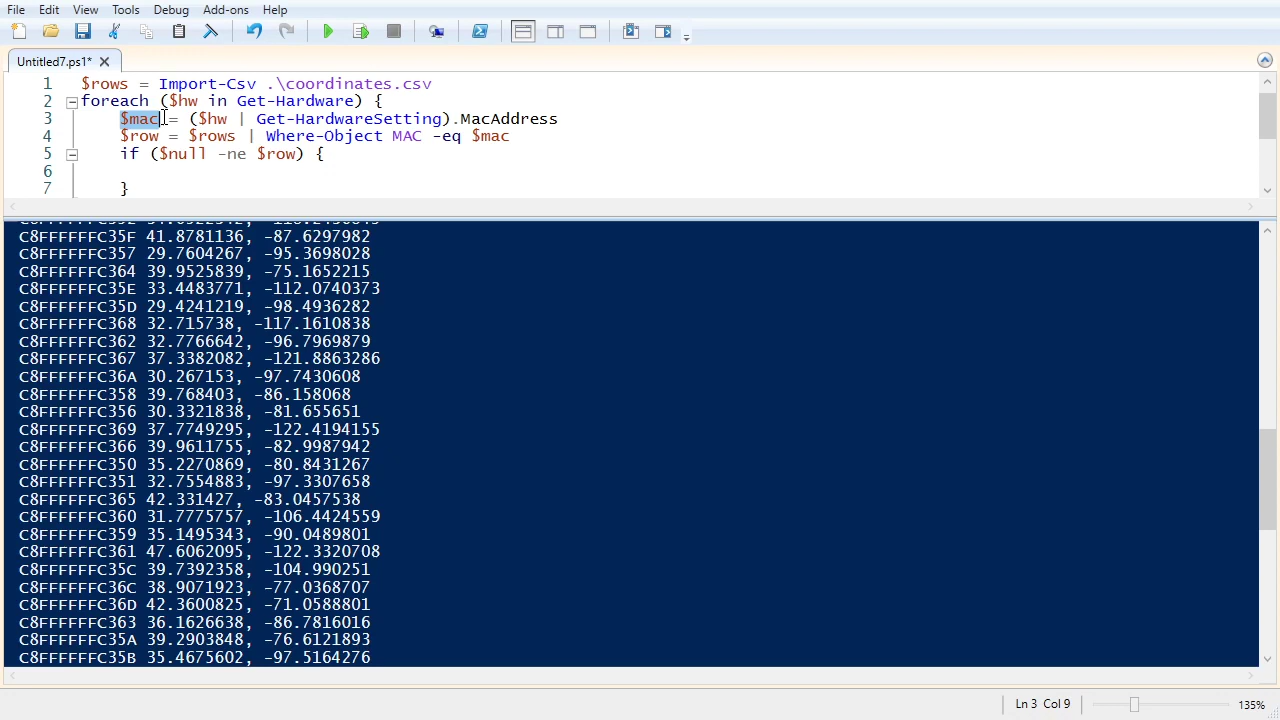 File Edit View Tools Debug Add-ons Help
Untitled7.ps1*
1 $rows = Import-Csv .\coordinates.csv
2 foreach ($hw in Get-Hardware) {
3 $mac = ($hw | Get-HardwareSetting).MacAddress
4 $row = $rows | Where-Object MAC -eq $mac
5 if ($null -ne $row) {
6
7 }
C8FFFFFFC35F 41.8781136, -87.6297982
C8FFFFFFC357 29.7604267, -95.3698028
C8FFFFFFC364 39.9525839, -75.1652215
C8FFFFFFC35E 33.4483771, -112.0740373
C8FFFFFFC35D 29.4241219, -98.4936282
C8FFFFFFC368 32.715738, -117.1610838
C8FFFFFFC362 32.7766642, -96.7969879
C8FFFFFFC367 37.3382082, -121.8863286
C8FFFFFFC36A 30.267153, -97.7430608
C8FFFFFFC358 39.768403, -86.158068
C8FFFFFFC356 30.3321838, -81.655651
C8FFFFFFC369 37.7749295, -122.4194155
C8FFFFFFC366 39.9611755, -82.9987942
C8FFFFFFC350 35.2270869, -80.8431267
C8FFFFFFC351 32.7554883, -97.3307658
C8FFFFFFC365 42.331427, -83.0457538
C8FFFFFFC360 31.7775757, -106.4424559
C8FFFFFFC359 35.1495343, -90.0489801
C8FFFFFFC361 47.6062095, -122.3320708
C8FFFFFFC35C 39.7392358, -104.990251
C8FFFFFFC36C 38.9071923, -77.0368707
C8FFFFFFC36D 42.3600825, -71.0588801
C8FFFFFFC363 36.1626638, -86.7816016
C8FFFFFFC35A 39.2903848, -76.6121893
C8FFFFFFC35B 35.4675602, -97.5164276
Ln 3 Col 9 135%